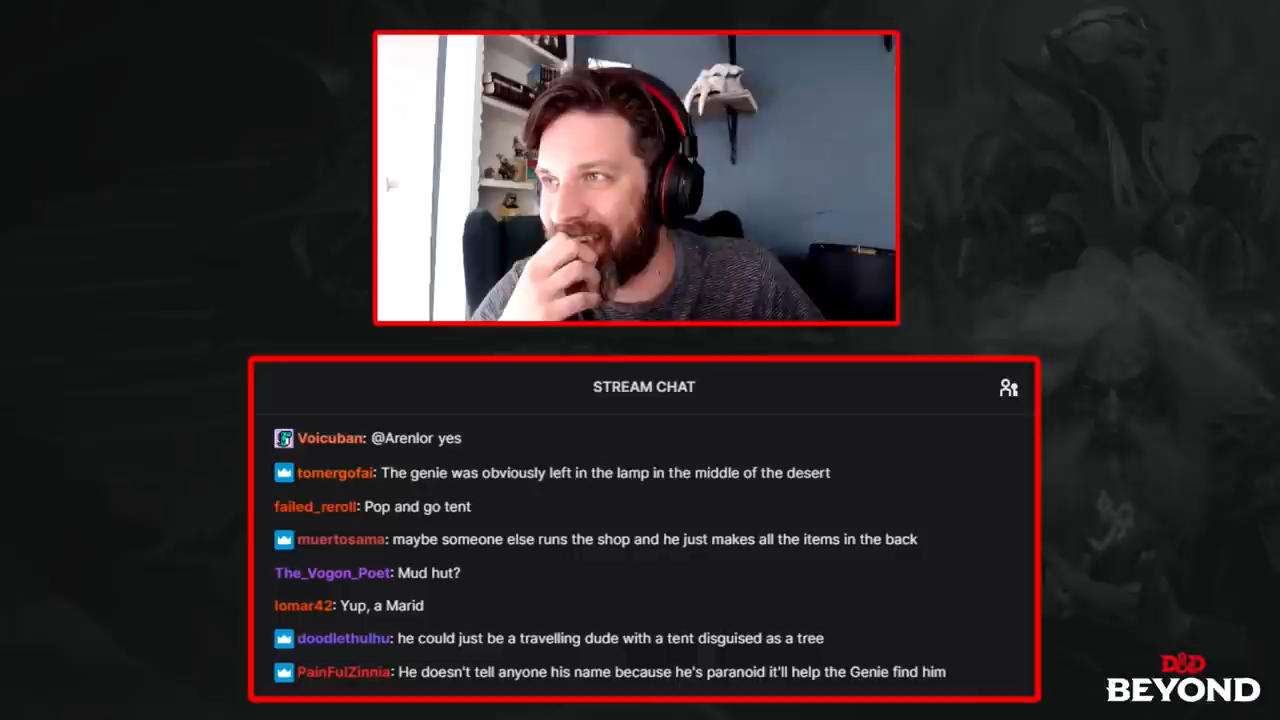 STREAM CHAT
Voicuban: @Arenlor yes
tomergofai: The genie was obviously left in the lamp in the middle of the desert
failed_reroll: Pop and go tent
muertosama: maybe someone else runs the shop and he just makes all the items in the back
The_Vogon_Poet: Mud hut?
lomar42: Yup, a Marid
doodlethulhu: he could just be a travelling dude with a tent disguised as a tree
PainFulZinnia: He doesn't tell anyone his name because he's paranoid it'll help the Genie find him
D&D
BEYOND